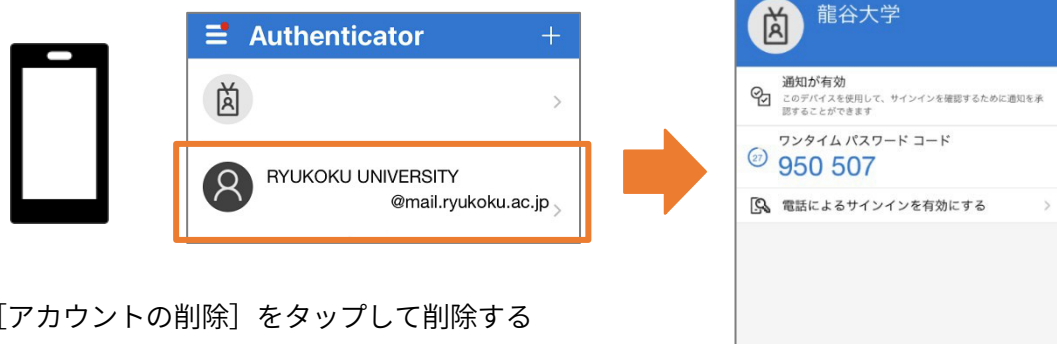 Authenticator
RYUKOKU UNIVERSITY
@mail.ryukoku.ac.jp
龍谷大学
通知が有効
このデバイスを使用して、サインインを確認するために通知を承
認することができます
ワンタイム パスワード コード
27
950 507
電話によるサインインを有効にする
［アカウントの削除］をタップして削除する